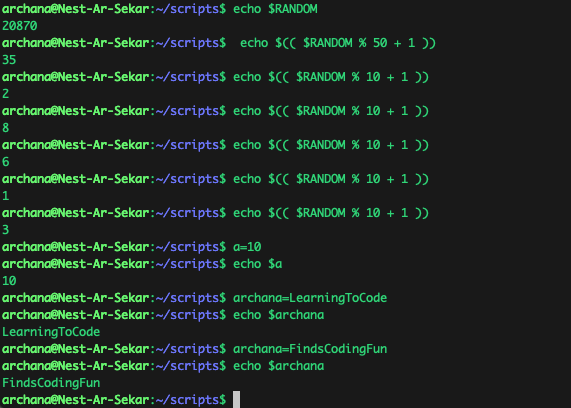 archana@Nest-Ar-Sekar:~/scripts$ echo $RANDOM
20870
archana@Nest-Ar-Sekar:~/scripts$  echo $(( $RANDOM % 50 + 1 ))
35
archana@Nest-Ar-Sekar:~/scripts$ echo $(( $RANDOM % 10 + 1 ))
2
archana@Nest-Ar-Sekar:~/scripts$ echo $(( $RANDOM % 10 + 1 ))
8
archana@Nest-Ar-Sekar:~/scripts$ echo $(( $RANDOM % 10 + 1 ))
6
archana@Nest-Ar-Sekar:~/scripts$ echo $(( $RANDOM % 10 + 1 ))
1
archana@Nest-Ar-Sekar:~/scripts$ echo $(( $RANDOM % 10 + 1 ))
3
archana@Nest-Ar-Sekar:~/scripts$ a=10
archana@Nest-Ar-Sekar:~/scripts$ echo $a
10
archana@Nest-Ar-Sekar:~/scripts$ archana=LearningToCode
archana@Nest-Ar-Sekar:~/scripts$ echo $archana
LearningToCode
archana@Nest-Ar-Sekar:~/scripts$ archana=FindsCodingFun
archana@Nest-Ar-Sekar:~/scripts$ echo $archana
FindsCodingFun
archana@Nest-Ar-Sekar:~/scripts$